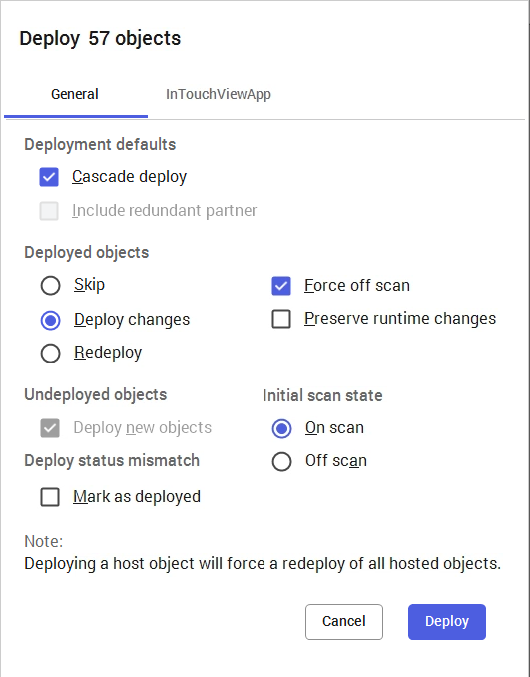 Deploy 57 objects
General InTouchViewApp
Deployment defaults
Cascade deploy
Include redundant partner
Deployed objects
Skip Force off scan
Deploy changes Preserve runtime changes
Redeploy
Undeployed objects Initial scan state
Deploy new objects On scan
Deploy status mismatch Off scan
Mark as deployed
Note:
Deploying a host object will force a redeploy of all hosted objects.
Cancel Deploy